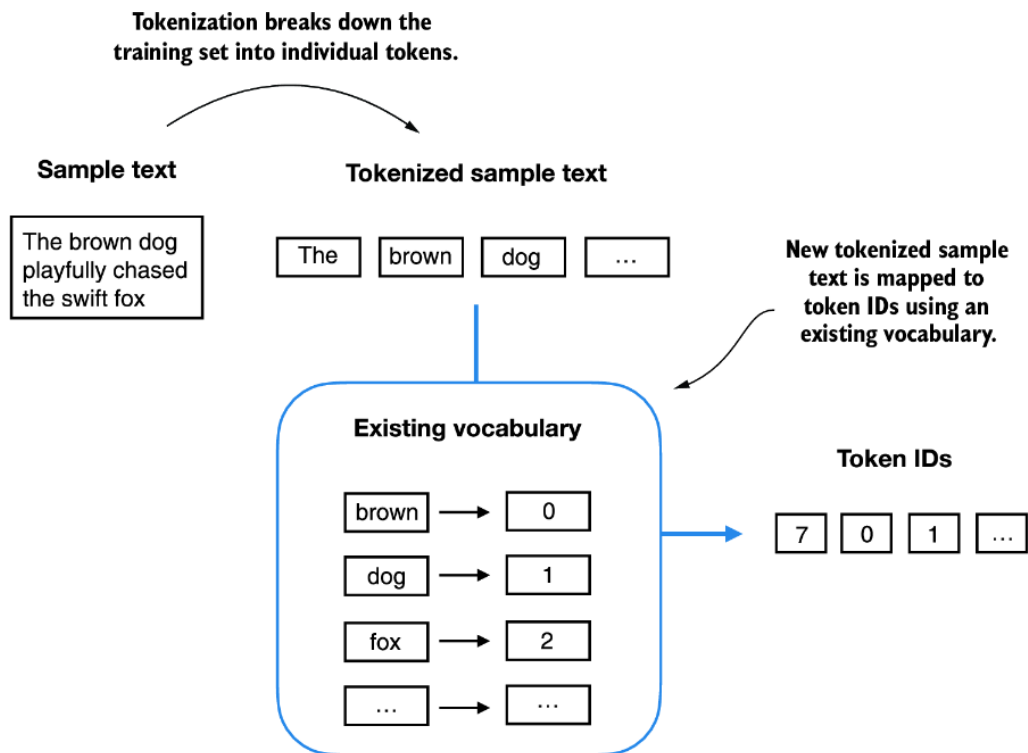 Tokenization breaks down the
training set into individual tokens.
Sample text
Tokenized sample text
The brown dog
playfully chased
the swift fox
The brown dog ...
New tokenized sample
text is mapped to
token IDs using an
existing vocabulary.
Existing vocabulary
Token IDs
brown 0
dog 1
fox 2
... ...
7 0 1 ...